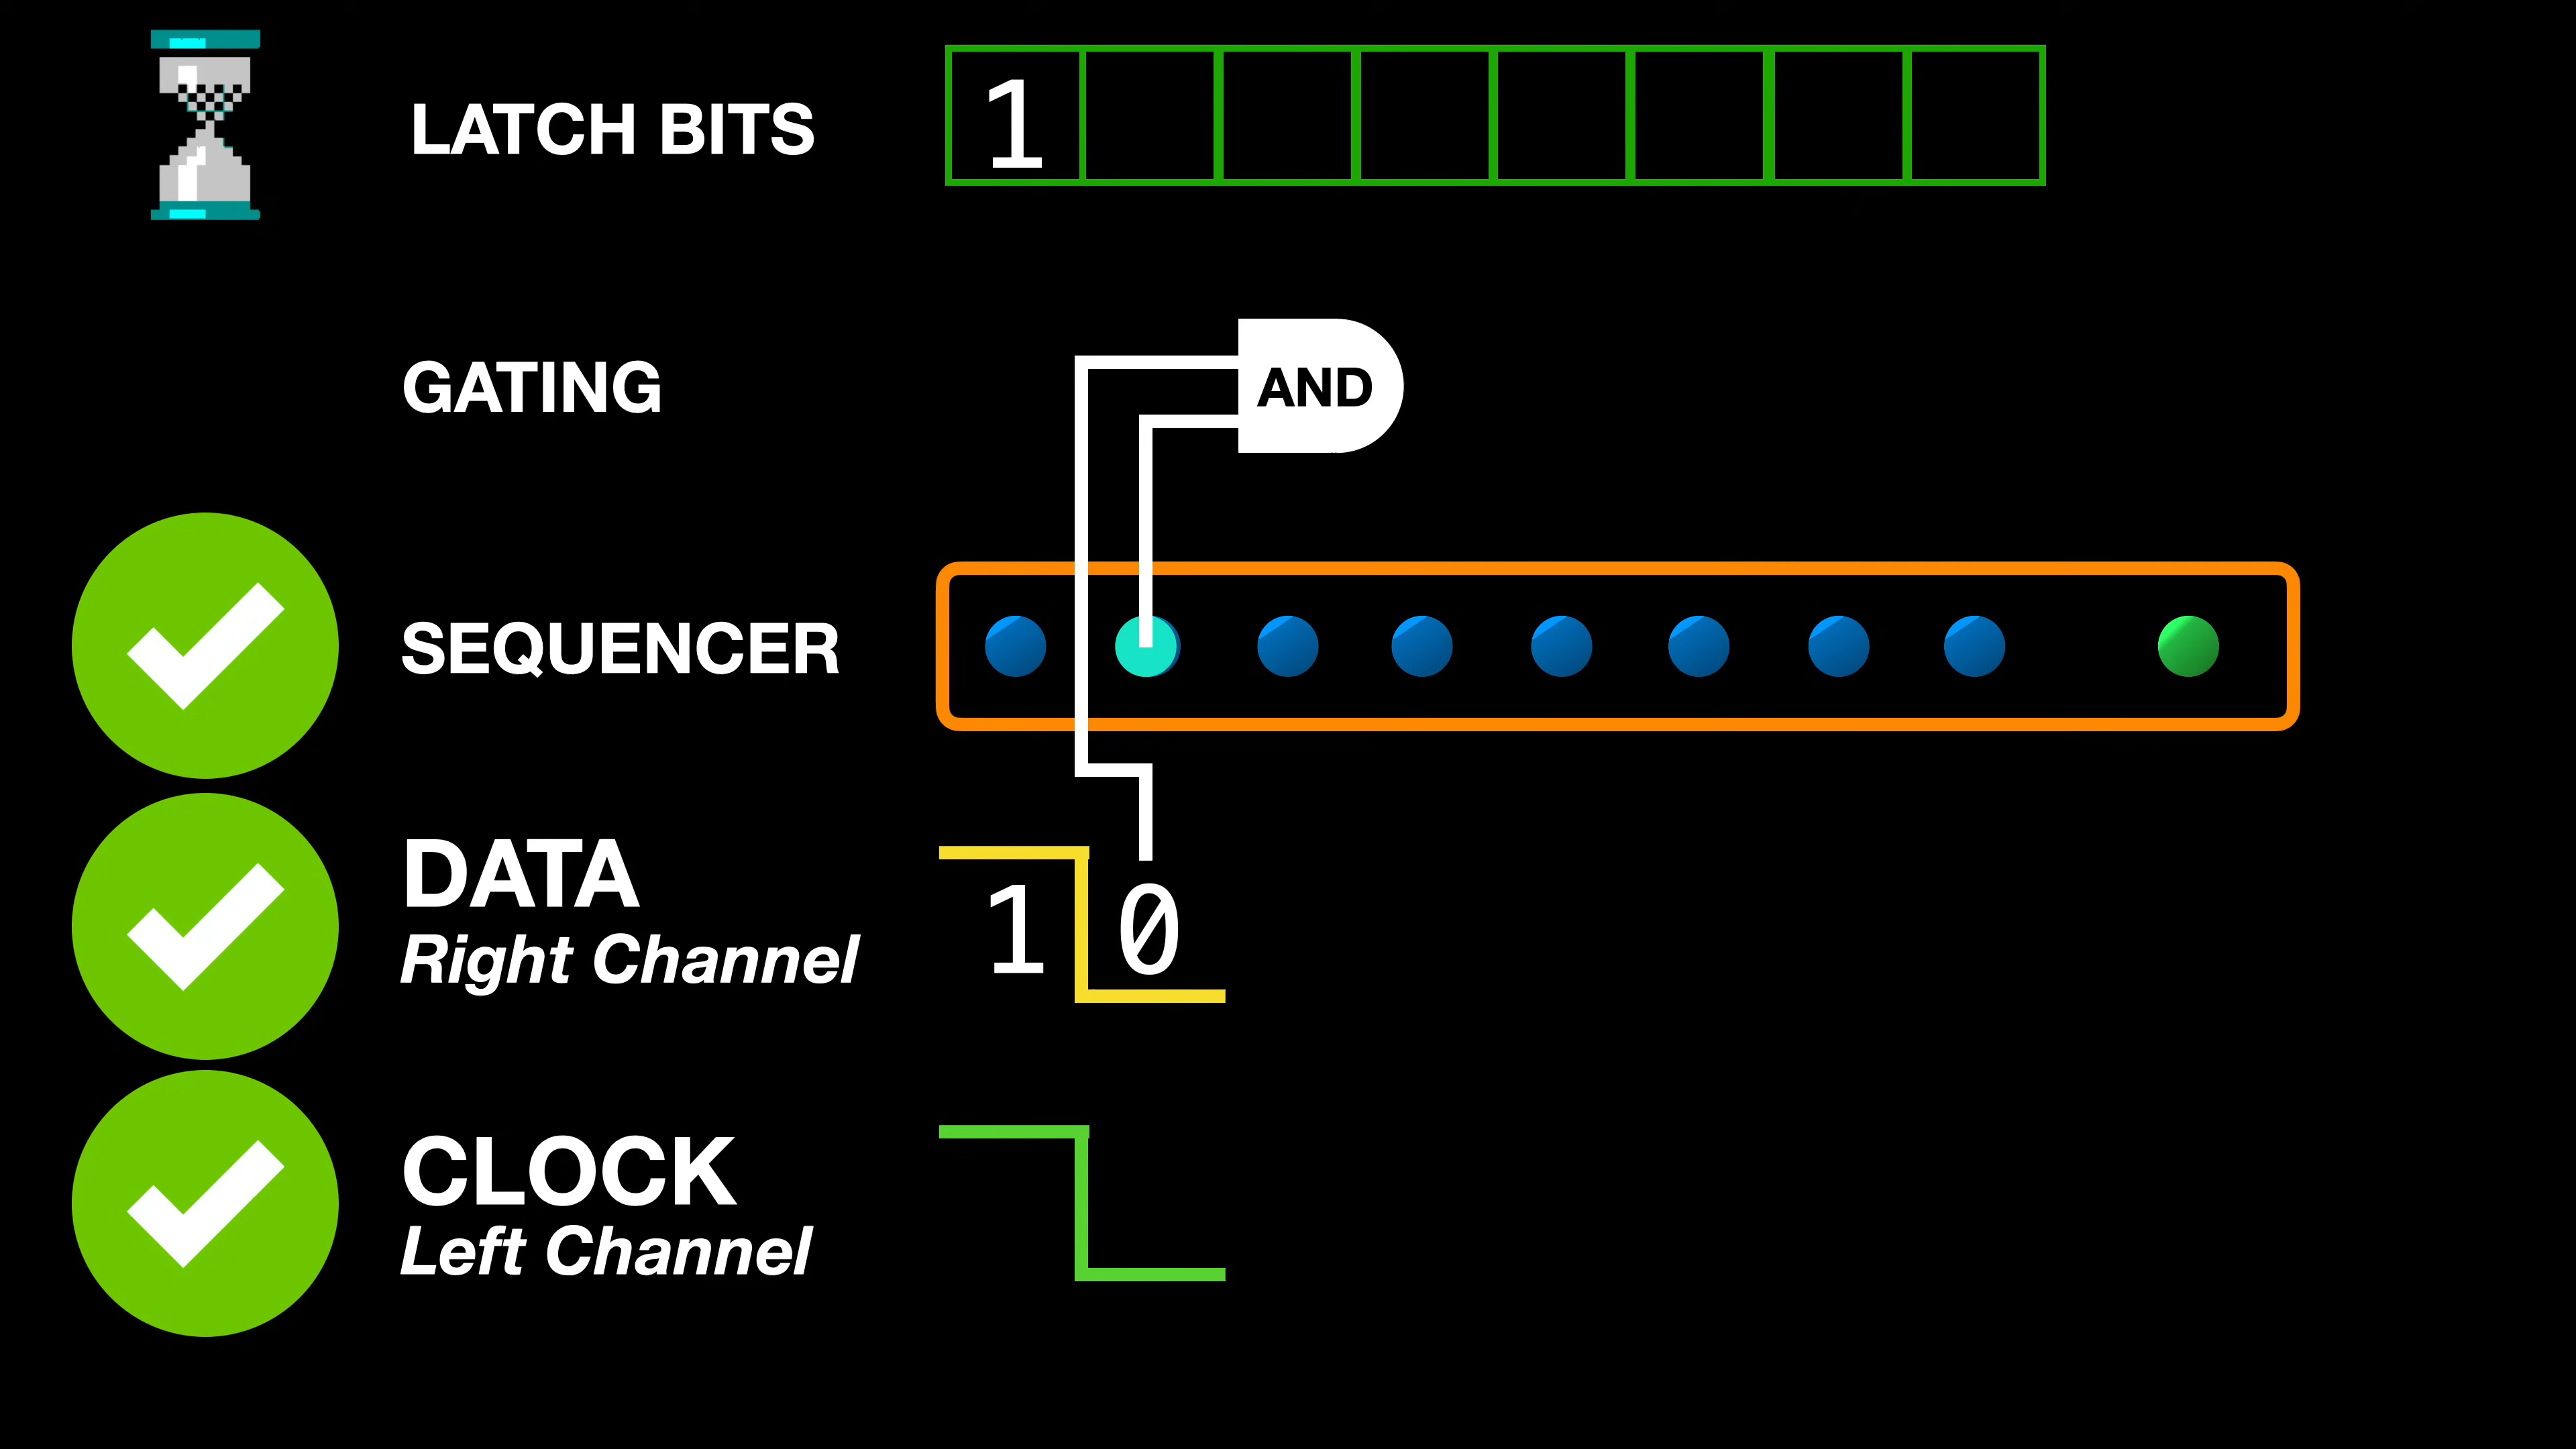 LATCH BITS
1
GATING
AND
SEQUENCER
DATA
Right Channel
1 0
CLOCK
Left Channel